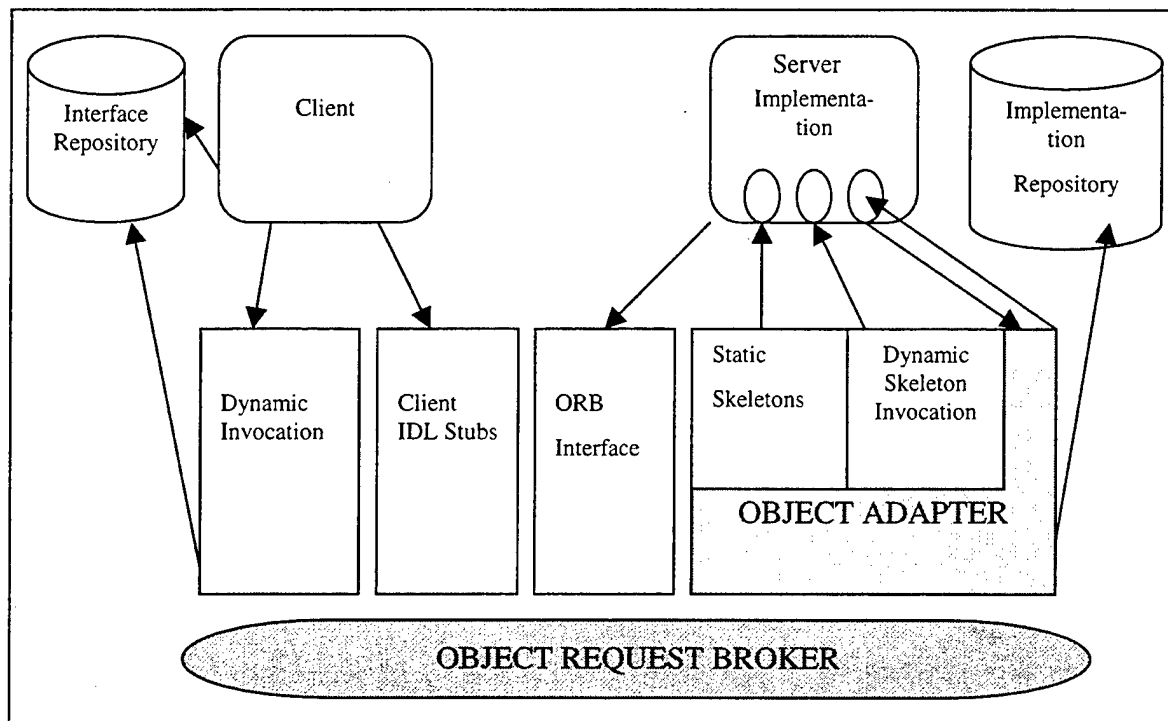 Interface
Repository
Client
Server
Implementa-
tion
Implementa-
tion
Repository
Dynamic
Invocation
Client
IDL Stubs
ORB
Interface
Static
Skeletons
Dynamic
Skeleton
Invocation
OBJECT ADAPTER
OBJECT REQUEST BROKER